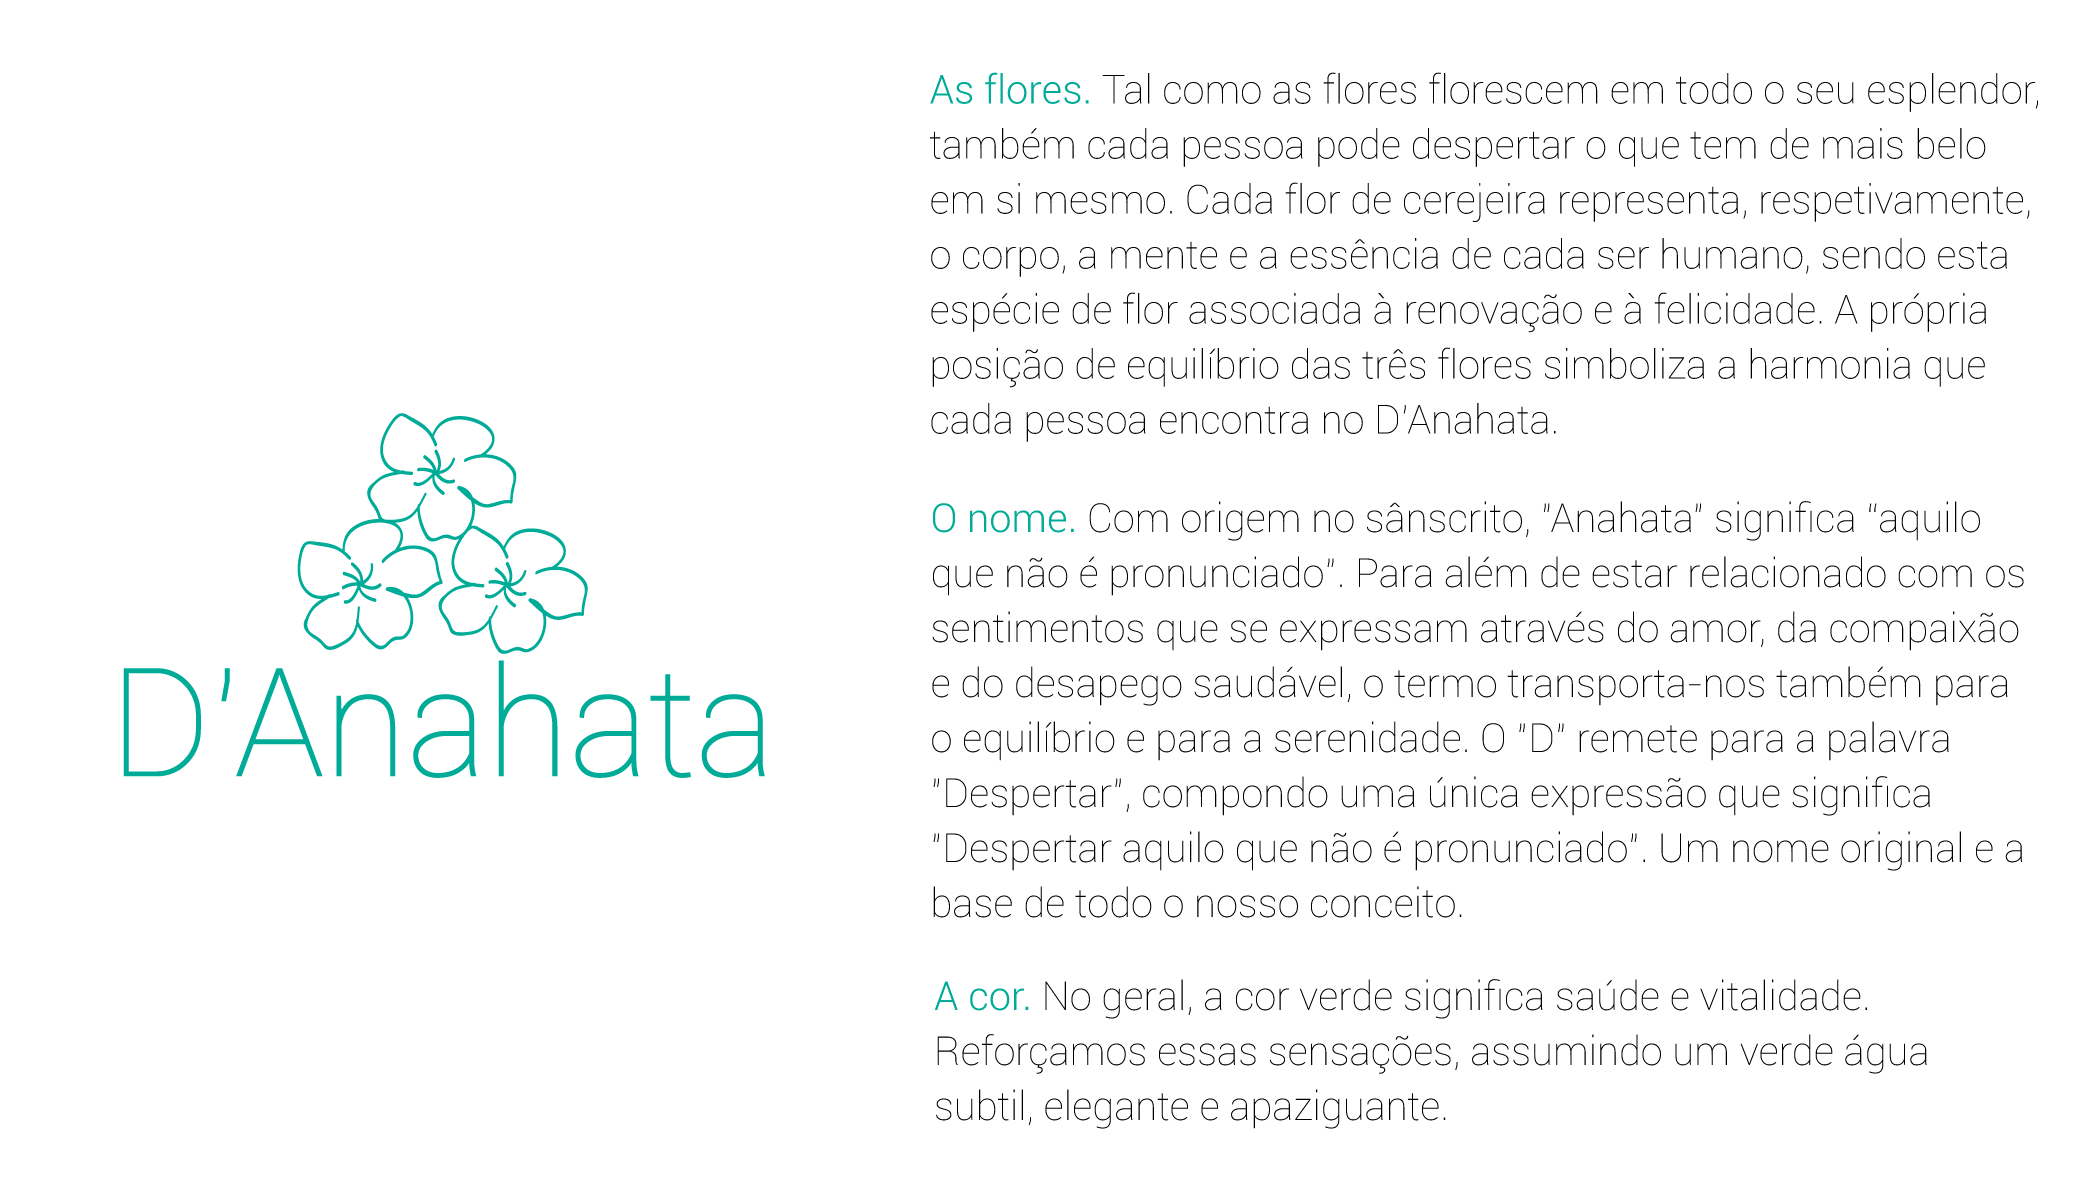 D'Anahata
As flores. Tal como as flores florescem em todo o seu esplendor,
também cada pessoa pode despertar o que tem de mais belo
em si mesmo. Cada flor de cerejeira representa, respetivamente,
o corpo, a mente e a essência de cada ser humano, sendo esta
espécie de flor associada à renovação e à felicidade. A própria
posição de equilíbrio das três flores simboliza a harmonia que
cada pessoa encontra no D'Anahata.
O nome. Com origem no sânscrito, "Anahata" significa "aquilo
que não é pronunciado". Para além de estar relacionado com os
sentimentos que se expressam através do amor, da compaixão
e do desapego saudável, o termo transporta-nos também para
o equilíbrio e para a serenidade. O "D" remete para a palavra
"Despertar", compondo uma única expressão que significa
"Despertar aquilo que não é pronunciado". Um nome original e a
base de todo o nosso conceito.
A cor. No geral, a cor verde significa saúde e vitalidade.
Reforçamos essas sensações, assumindo um verde água
subtil, elegante e apaziguante.